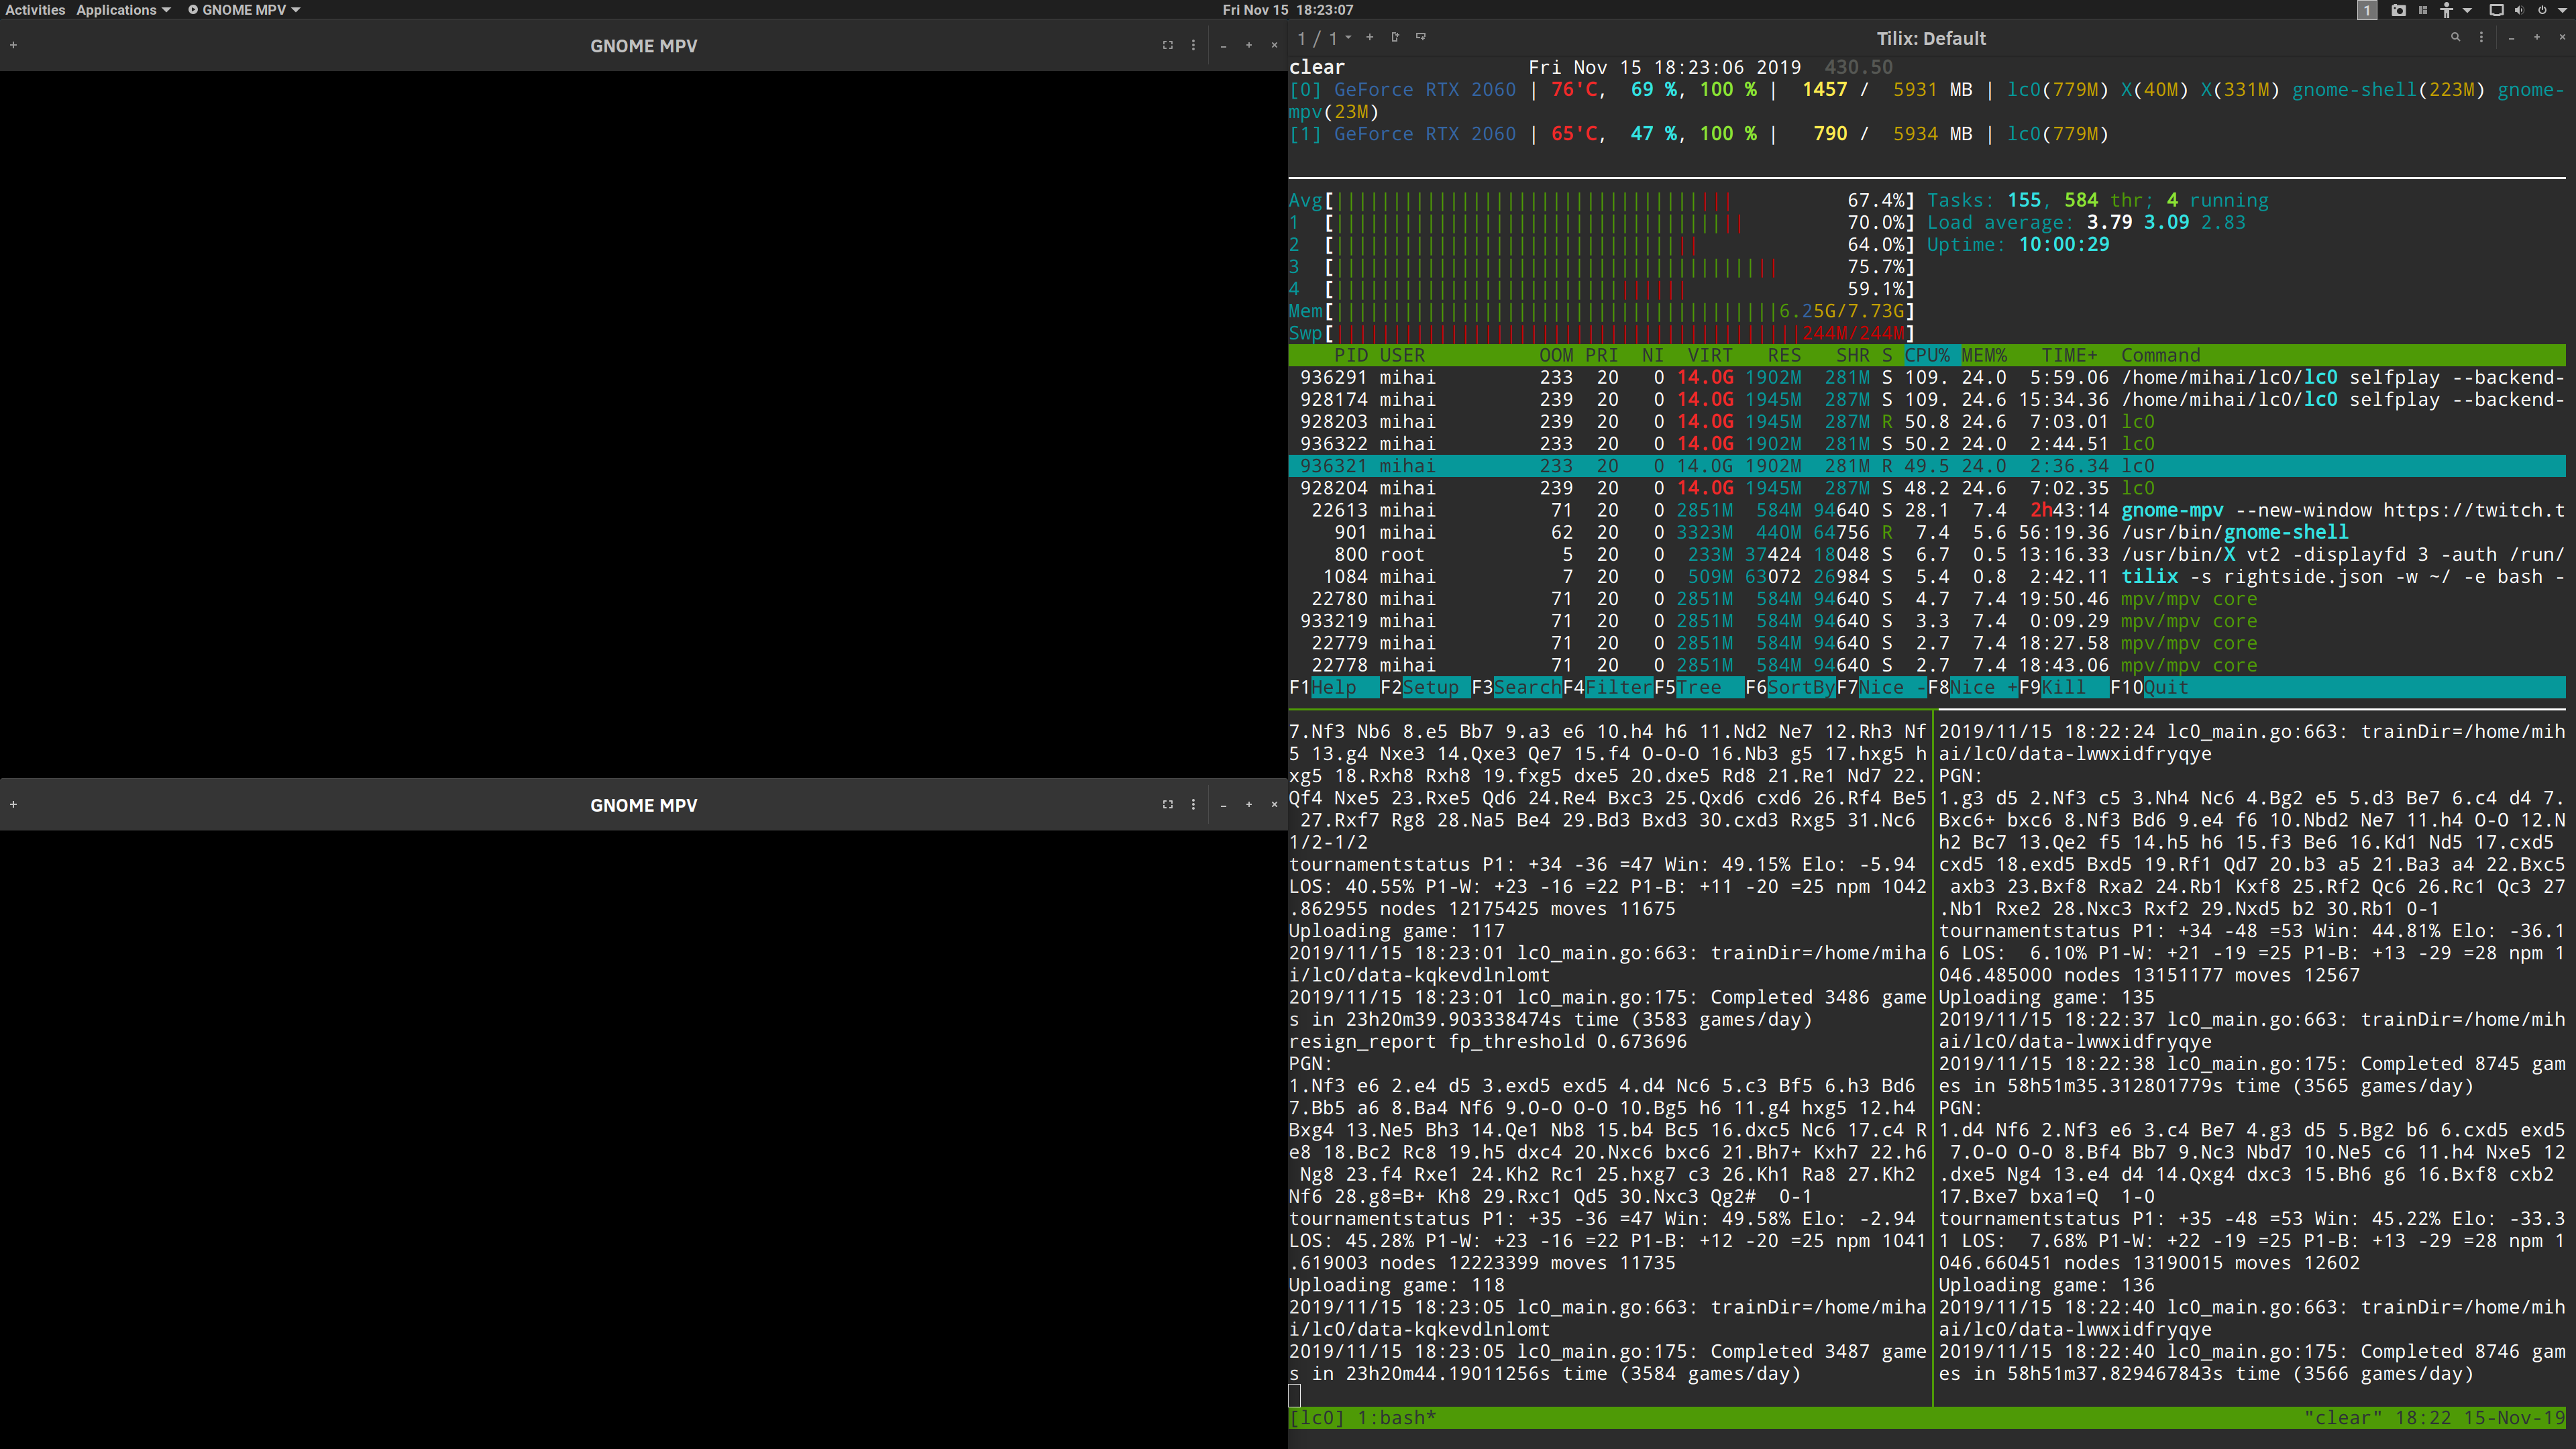 Activities Applications GNOME MPV Fri Nov 15 18:23:07 1
GNOME MPV
GNOME MPV
1 / 1 Tilix: Default
clear Fri Nov 15 18:23:06 2019 430.50
[0] GeForce RTX 2060 | 76'C, 69 %, 100 % | 1457 / 5931 MB | lc0(779M) X(40M) X(331M) gnome-shell(223M) gnome-
mpv(23M)
[1] GeForce RTX 2060 | 65'C, 47 %, 100 % | 790 / 5934 MB | lc0(779M)
Avg[ 67.4%] Tasks: 155, 584 thr; 4 running
1 [ 70.0%] Load average: 3.79 3.09 2.83
2 [ 64.0%] Uptime: 10:00:29
3 [ 75.7%]
4 [ 59.1%]
Mem[ 6.25G/7.73G]
Swp[ 244M/244M]
PID USER OOM PRI NI VIRT RES SHR S CPU% MEM% TIME+ Command
936291 mihai 233 20 0 14.0G 1902M 281M S 109. 24.0 5:59.06 /home/mihai/lc0/lc0 selfplay --backend-
928174 mihai 239 20 0 14.0G 1945M 287M S 109. 24.6 15:34.36 /home/mihai/lc0/lc0 selfplay --backend-
928203 mihai 239 20 0 14.0G 1945M 287M R 50.8 24.6 7:03.01 lc0
936322 mihai 233 20 0 14.0G 1902M 281M S 50.2 24.0 2:44.51 lc0
936321 mihai 233 20 0 14.0G 1902M 281M R 49.5 24.0 2:36.34 lc0
928204 mihai 239 20 0 14.0G 1945M 287M S 48.2 24.6 7:02.35 lc0
22613 mihai 71 20 0 2851M 584M 94640 S 28.1 7.4 2h43:14 gnome-mpv --new-window https://twitch.t
901 mihai 62 20 0 3323M 440M 64756 R 7.4 5.6 56:19.36 /usr/bin/gnome-shell
800 root 5 20 0 233M 37424 18048 S 6.7 0.5 13:16.33 /usr/bin/X vt2 -displayfd 3 -auth /run/
1084 mihai 7 20 0 509M 63072 26984 S 5.4 0.8 2:42.11 tilix -s rightside.json -w ~/ -e bash -
22780 mihai 71 20 0 2851M 584M 94640 S 4.7 7.4 19:50.46 mpv/mpv core
933219 mihai 71 20 0 2851M 584M 94640 S 3.3 7.4 0:09.29 mpv/mpv core
22779 mihai 71 20 0 2851M 584M 94640 S 2.7 7.4 18:27.58 mpv/mpv core
22778 mihai 71 20 0 2851M 584M 94640 S 2.7 7.4 18:43.06 mpv/mpv core
F1Help F2Setup F3SearchF4FilterF5Tree F6SortByF7Nice -F8Nice +F9Kill F10Quit
7.Nf3 Nb6 8.e5 Bb7 9.a3 e6 10.h4 h6 11.Nd2 Ne7 12.Rh3 Nf
5 13.g4 Nxe3 14.Qxe3 Qe7 15.f4 O-O-O 16.Nb3 g5 17.hxg5 h
xg5 18.Rxh8 Rxh8 19.fxg5 dxe5 20.dxe5 Rd8 21.Re1 Nd7 22.
Qf4 Nxe5 23.Rxe5 Qd6 24.Re4 Bxc3 25.Qxd6 cxd6 26.Rf4 Be5
27.Rxf7 Rg8 28.Na5 Be4 29.Bd3 Bxd3 30.cxd3 Rxg5 31.Nc6
1/2-1/2
tournamentstatus P1: +34 -36 =47 Win: 49.15% Elo: -5.94
LOS: 40.55% P1-W: +23 -16 =22 P1-B: +11 -20 =25 npm 1042
.862955 nodes 12175425 moves 11675
Uploading game: 117
2019/11/15 18:23:01 lc0_main.go:663: trainDir=/home/miha
i/lc0/data-kqkevdlnlomt
2019/11/15 18:23:01 lc0_main.go:175: Completed 3486 game
s in 23h20m39.903338474s time (3583 games/day)
resign_report fp_threshold 0.673696
PGN:
1.Nf3 e6 2.e4 d5 3.exd5 exd5 4.d4 Nc6 5.c3 Bf5 6.h3 Bd6
7.Bb5 a6 8.Ba4 Nf6 9.O-O O-O 10.Bg5 h6 11.g4 hxg5 12.h4
Bxg4 13.Ne5 Bh3 14.Qe1 Nb8 15.b4 Bc5 16.dxc5 Nc6 17.c4 R
e8 18.Bc2 Rc8 19.h5 dxc4 20.Nxc6 bxc6 21.Bh7+ Kxh7 22.h6
Ng8 23.f4 Rxe1 24.Kh2 Rc1 25.hxg7 c3 26.Kh1 Ra8 27.Kh2
Nf6 28.g8=B+ Kh8 29.Rxc1 Qd5 30.Nxc3 Qg2# 0-1
tournamentstatus P1: +35 -36 =47 Win: 49.58% Elo: -2.94
LOS: 45.28% P1-W: +23 -16 =22 P1-B: +12 -20 =25 npm 1041
.619003 nodes 12223399 moves 11735
Uploading game: 118
2019/11/15 18:23:05 lc0_main.go:663: trainDir=/home/miha
i/lc0/data-kqkevdlnlomt
2019/11/15 18:23:05 lc0_main.go:175: Completed 3487 game
s in 23h20m44.19011256s time (3584 games/day)
2019/11/15 18:22:24 lc0_main.go:663: trainDir=/home/mih
ai/lc0/data-lwwxidfryqye
PGN:
1.g3 d5 2.Nf3 c5 3.Nh4 Nc6 4.Bg2 e5 5.d3 Be7 6.c4 d4 7.
Bxc6+ bxc6 8.Nf3 Bd6 9.e4 f6 10.Nbd2 Ne7 11.h4 O-O 12.N
h2 Bc7 13.Qe2 f5 14.h5 h6 15.f3 Be6 16.Kd1 Nd5 17.cxd5
cxd5 18.exd5 Bxd5 19.Rf1 Qd7 20.b3 a5 21.Ba3 a4 22.Bxc5
axb3 23.Bxf8 Rxa2 24.Rb1 Kxf8 25.Rf2 Qc6 26.Rc1 Qc3 27
.Nb1 Rxe2 28.Nxc3 Rxf2 29.Nxd5 b2 30.Rb1 0-1
tournamentstatus P1: +34 -48 =53 Win: 44.81% Elo: -36.1
6 LOS: 6.10% P1-W: +21 -19 =25 P1-B: +13 -29 =28 npm 1
046.485000 nodes 13151177 moves 12567
Uploading game: 135
2019/11/15 18:22:37 lc0_main.go:663: trainDir=/home/mih
ai/lc0/data-lwwxidfryqye
2019/11/15 18:22:38 lc0_main.go:175: Completed 8745 gam
es in 58h51m35.312801779s time (3565 games/day)
PGN:
1.d4 Nf6 2.Nf3 e6 3.c4 Be7 4.g3 d5 5.Bg2 b6 6.cxd5 exd5
7.O-O O-O 8.Bf4 Bb7 9.Nc3 Nbd7 10.Ne5 c6 11.h4 Nxe5 12
.dxe5 Ng4 13.e4 d4 14.Qxg4 dxc3 15.Bh6 g6 16.Bxf8 cxb2
17.Bxe7 bxa1=Q 1-0
tournamentstatus P1: +35 -48 =53 Win: 45.22% Elo: -33.3
1 LOS: 7.68% P1-W: +22 -19 =25 P1-B: +13 -29 =28 npm 1
046.660451 nodes 13190015 moves 12602
Uploading game: 136
2019/11/15 18:22:40 lc0_main.go:663: trainDir=/home/mih
ai/lc0/data-lwwxidfryqye
2019/11/15 18:22:40 lc0_main.go:175: Completed 8746 gam
es in 58h51m37.829467843s time (3566 games/day)
[lc0] 1:bash* "clear" 18:22 15-Nov-19